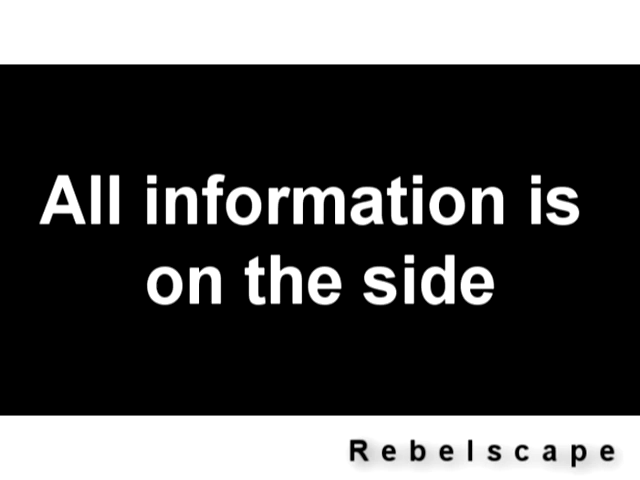 All information is
on the side
Rebelscape